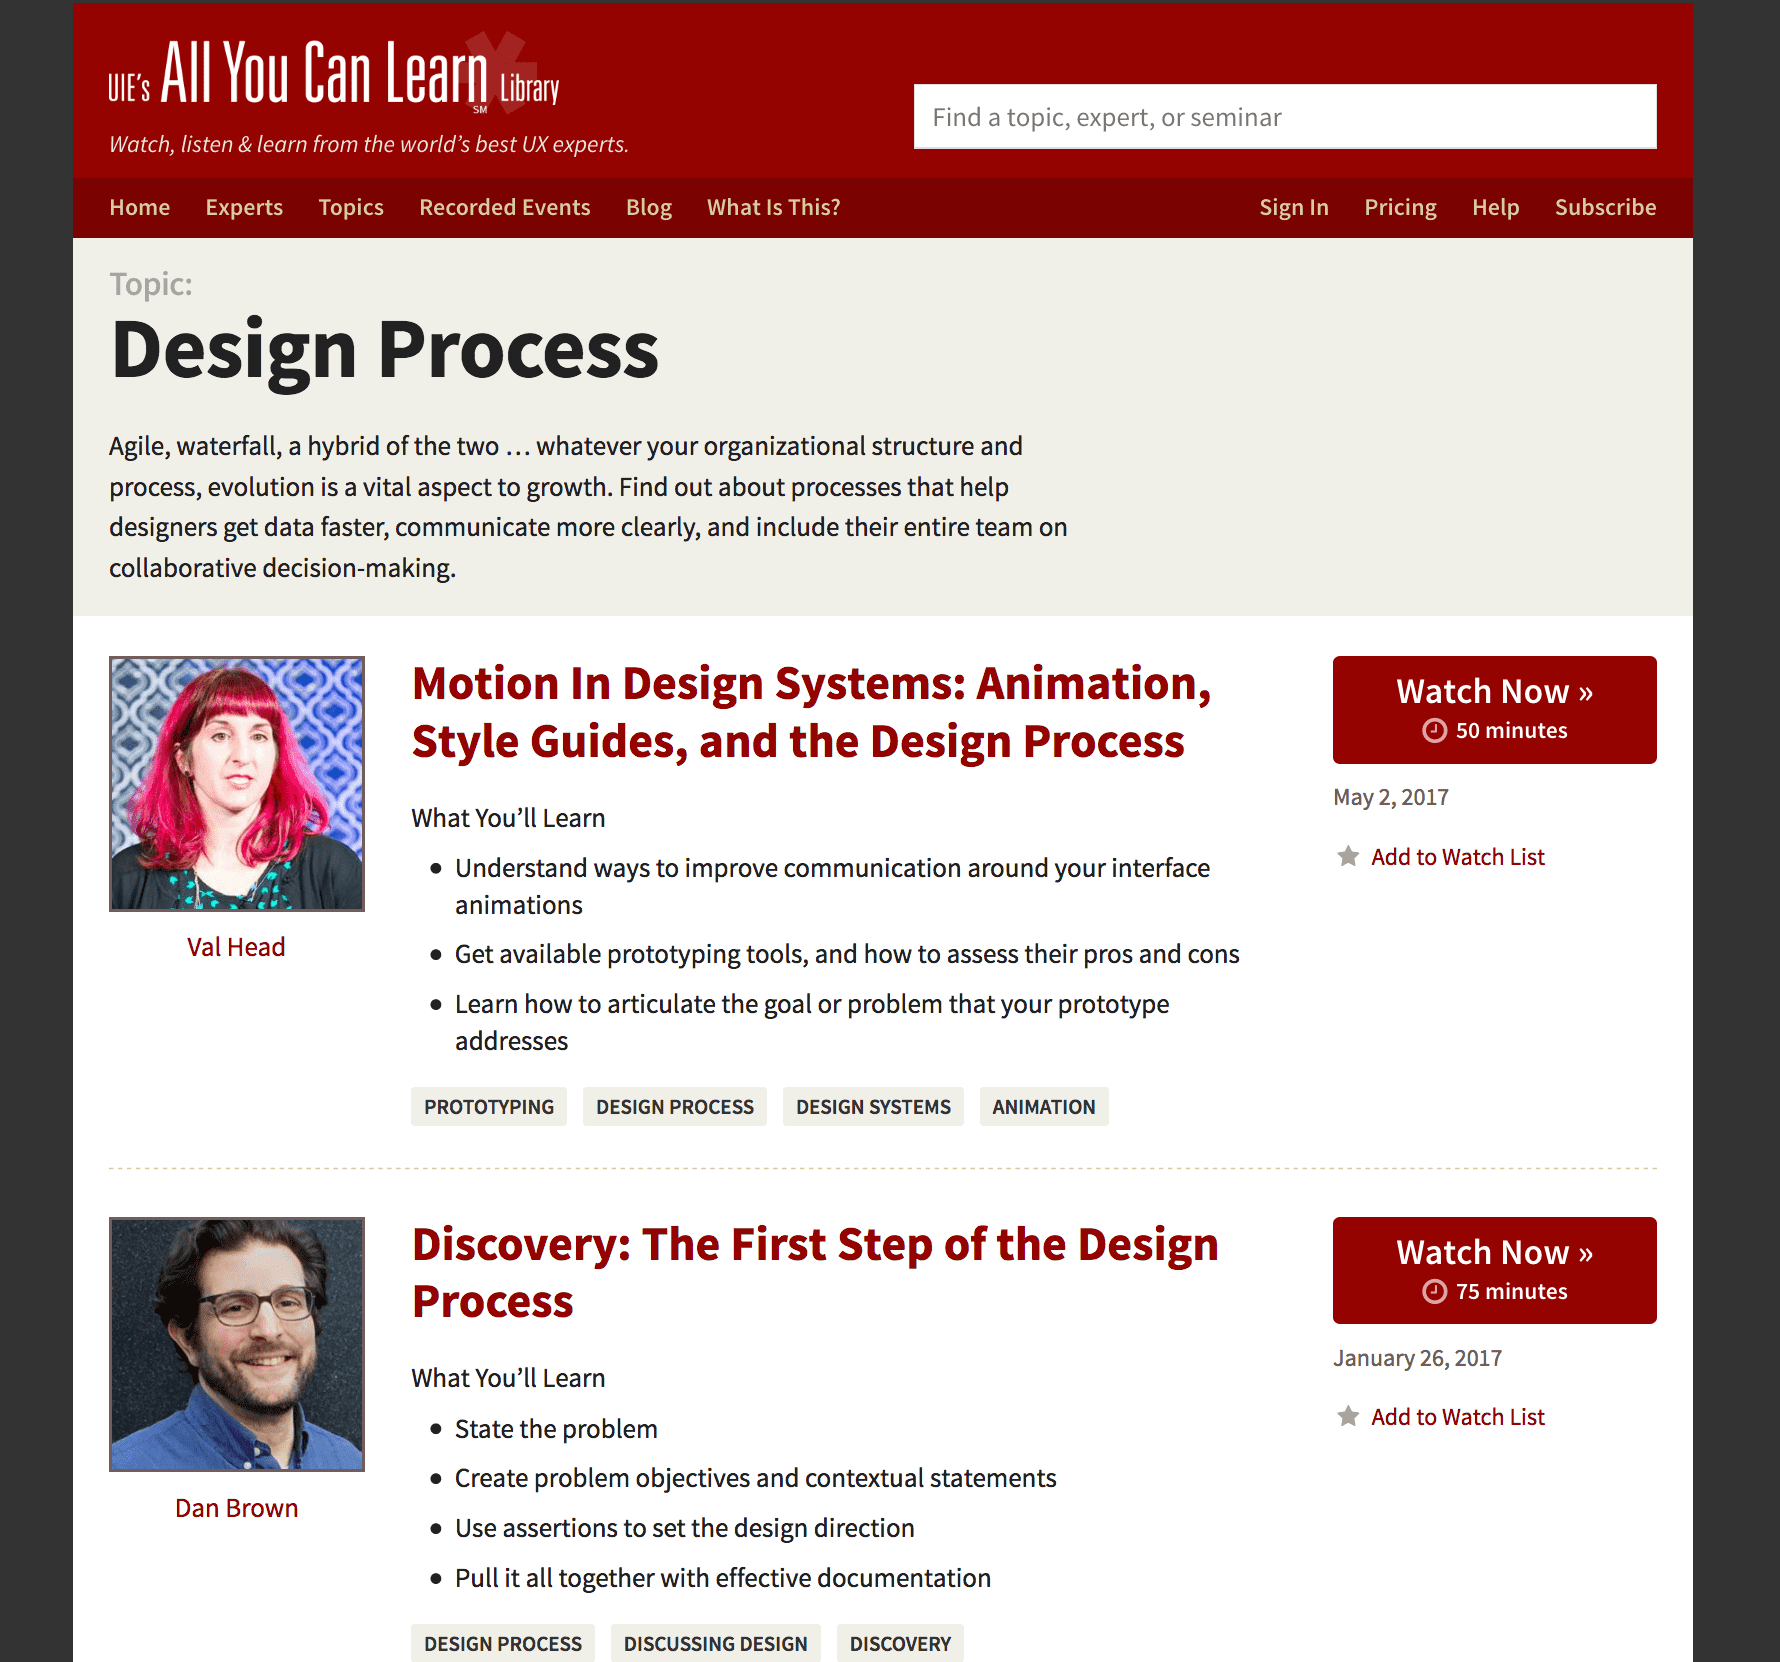 UIE's All You Can Learn Library
SM
Watch, listen & learn from the world's best UX experts.
Find a topic, expert, or seminar
Home Experts Topics Recorded Events Blog What Is This? Sign In Pricing Help Subscribe
Topic:
Design Process
Agile, waterfall, a hybrid of the two … whatever your organizational structure and
process, evolution is a vital aspect to growth. Find out about processes that help
designers get data faster, communicate more clearly, and include their entire team on
collaborative decision-making.
Val Head
Motion In Design Systems: Animation,
Style Guides, and the Design Process
What You’ll Learn
• Understand ways to improve communication around your interface
animations
• Get available prototyping tools, and how to assess their pros and cons
• Learn how to articulate the goal or problem that your prototype
addresses
PROTOTYPING DESIGN PROCESS DESIGN SYSTEMS ANIMATION
Watch Now »
50 minutes
May 2, 2017
Add to Watch List
Dan Brown
Discovery: The First Step of the Design
Process
What You’ll Learn
• State the problem
• Create problem objectives and contextual statements
• Use assertions to set the design direction
• Pull it all together with effective documentation
DESIGN PROCESS DISCUSSING DESIGN DISCOVERY
Watch Now »
75 minutes
January 26, 2017
Add to Watch List